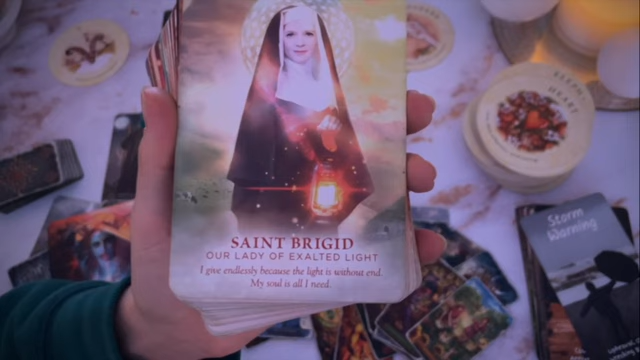 SAINT BRIGID
OUR LADY OF EXALTED LIGHT
I give endlessly because the light is without end.
My soul is all I need.
HEART
Storm
Warning